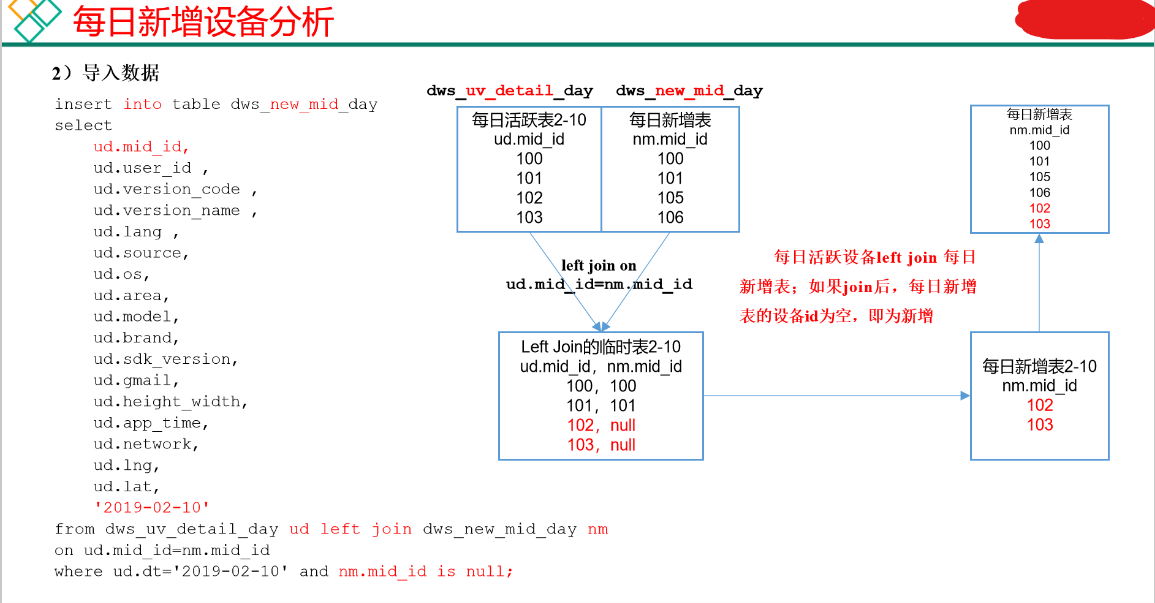 每日新增设备分析
2）导入数据
insert into table dws_new_mid_day
select
ud.mid_id,
ud.user_id ,
ud.version_code ,
ud.version_name ,
ud.lang ,
ud.source,
ud.os,
ud.area,
ud.model,
ud.brand,
ud.sdk_version,
ud.gmail,
ud.height_width,
ud.app_time,
ud.network,
ud.lng,
ud.lat,
'2019-02-10'
from dws_uv_detail_day ud left join dws_new_mid_day nm
on ud.mid_id=nm.mid_id
where ud.dt='2019-02-10' and nm.mid_id is null;
dws_uv_detail_day
每日活跃表2-10
ud.mid_id
100
101
102
103
dws_new_mid_day
每日新增表
nm.mid_id
100
101
105
106
left join on
ud.mid_id=nm.mid_id
Left Join的临时表2-10
ud.mid_id，nm.mid_id
100，100
101，101
102，null
103，null
每日活跃设备left join 每日
新增表；如果join后，每日新增
表的设备id为空，即为新增
每日新增表2-10
nm.mid_id
102
103
每日新增表
nm.mid_id
100
101
105
106
102
103